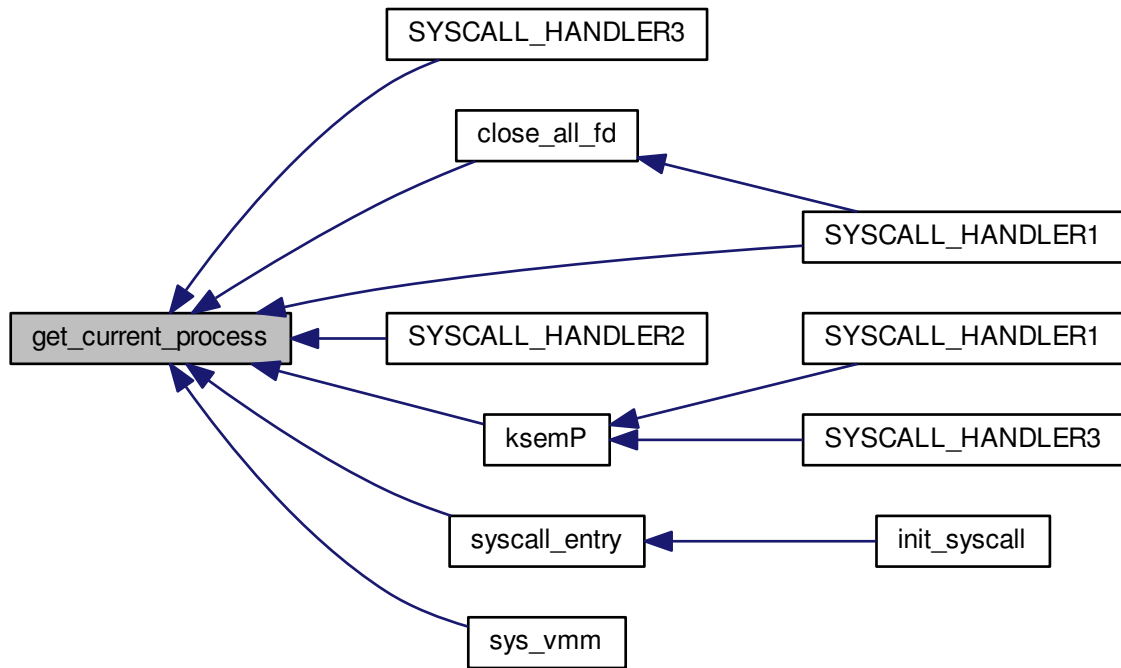 SYSCALL_HANDLER3
close_all_fd
SYSCALL_HANDLER1
get_current_process
SYSCALL_HANDLER2
SYSCALL_HANDLER1
ksemP
SYSCALL_HANDLER3
syscall_entry
init_syscall
sys_vmm